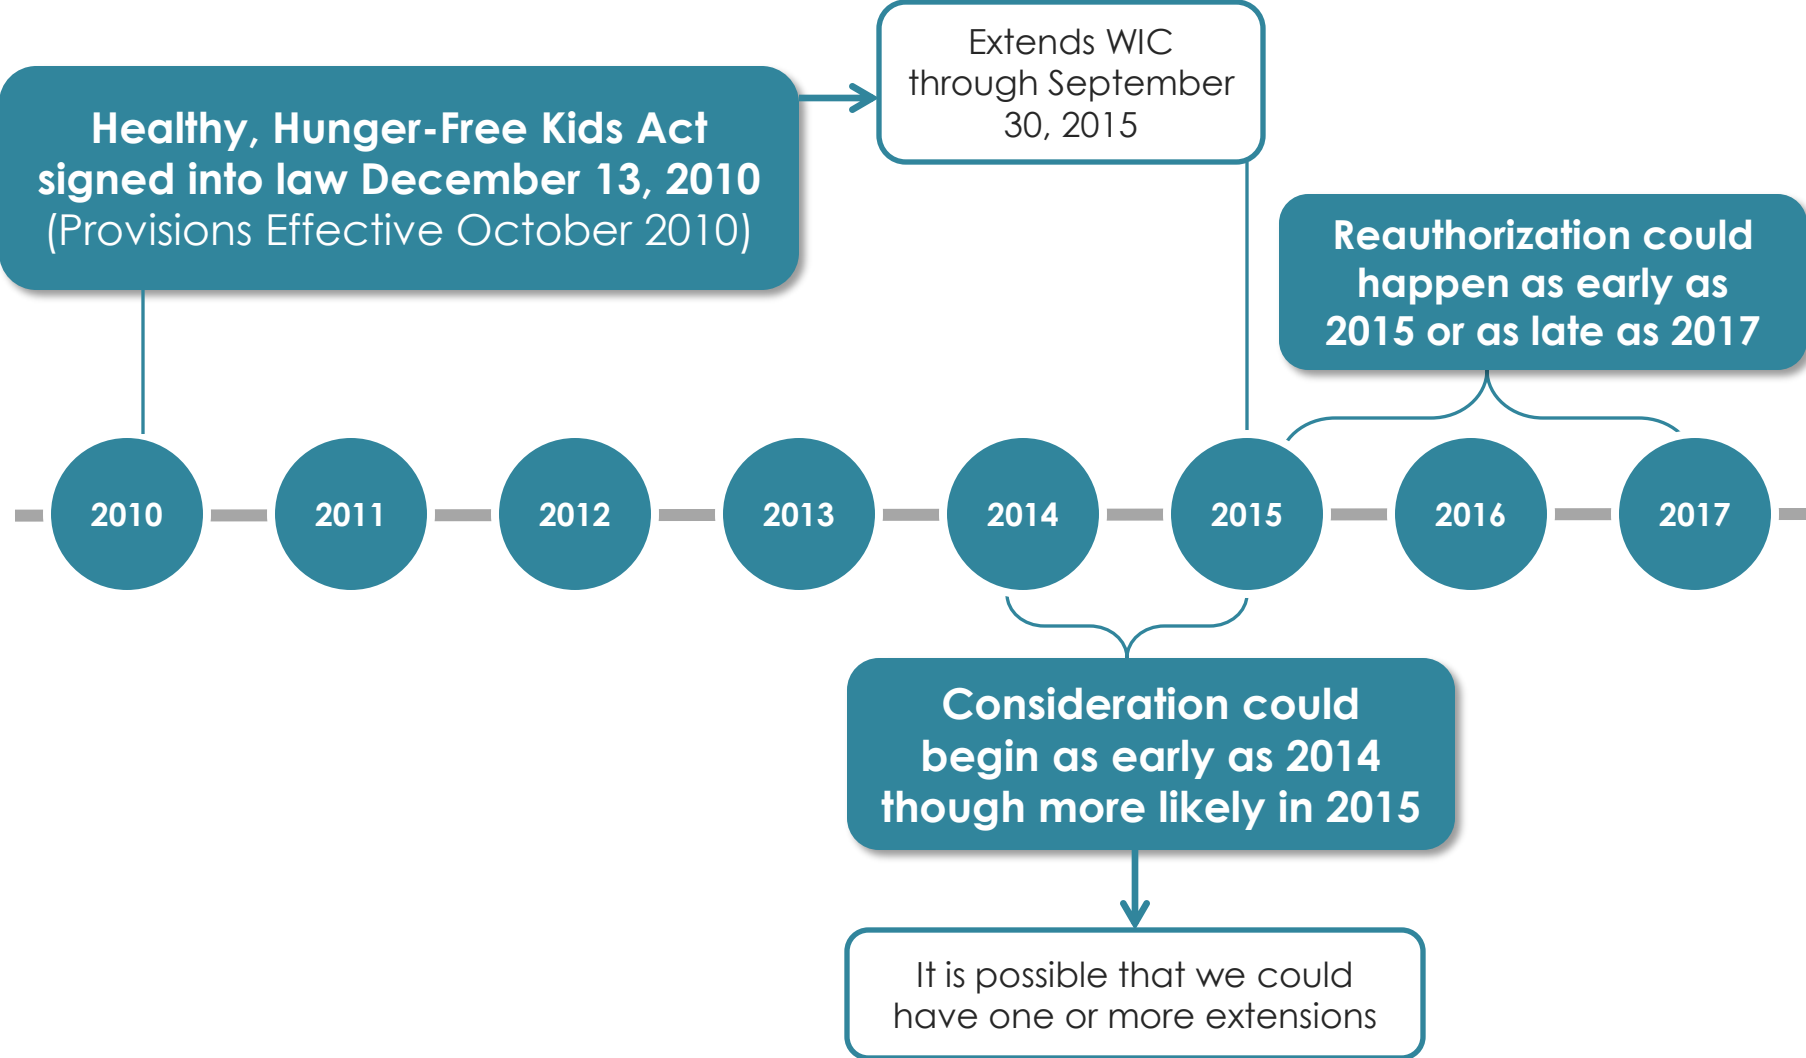 Extends WIC
through September
30, 2015
Healthy, Hunger-Free Kids Act
signed into law December 13, 2010
(Provisions Effective October 2010)
Reauthorization could
happen as early as
2015 or as late as 2017
2010
2011
2012
2013
2014
2015
2016
2017
Consideration could
begin as early as 2014
though more likely in 2015
It is possible that we could
have one or more extensions